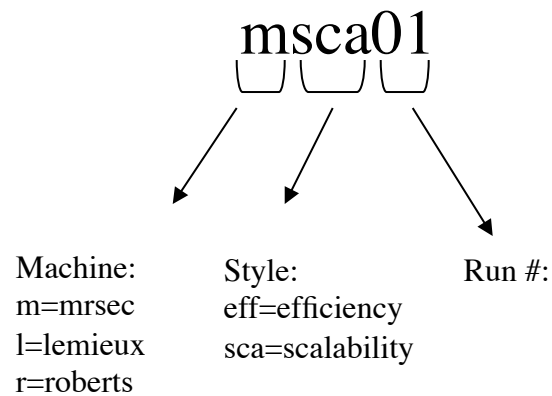 msca01
Machine:
m=mrsec
l=lemieux
r=roberts
Style:
eff=efficiency
sca=scalability
Run #: